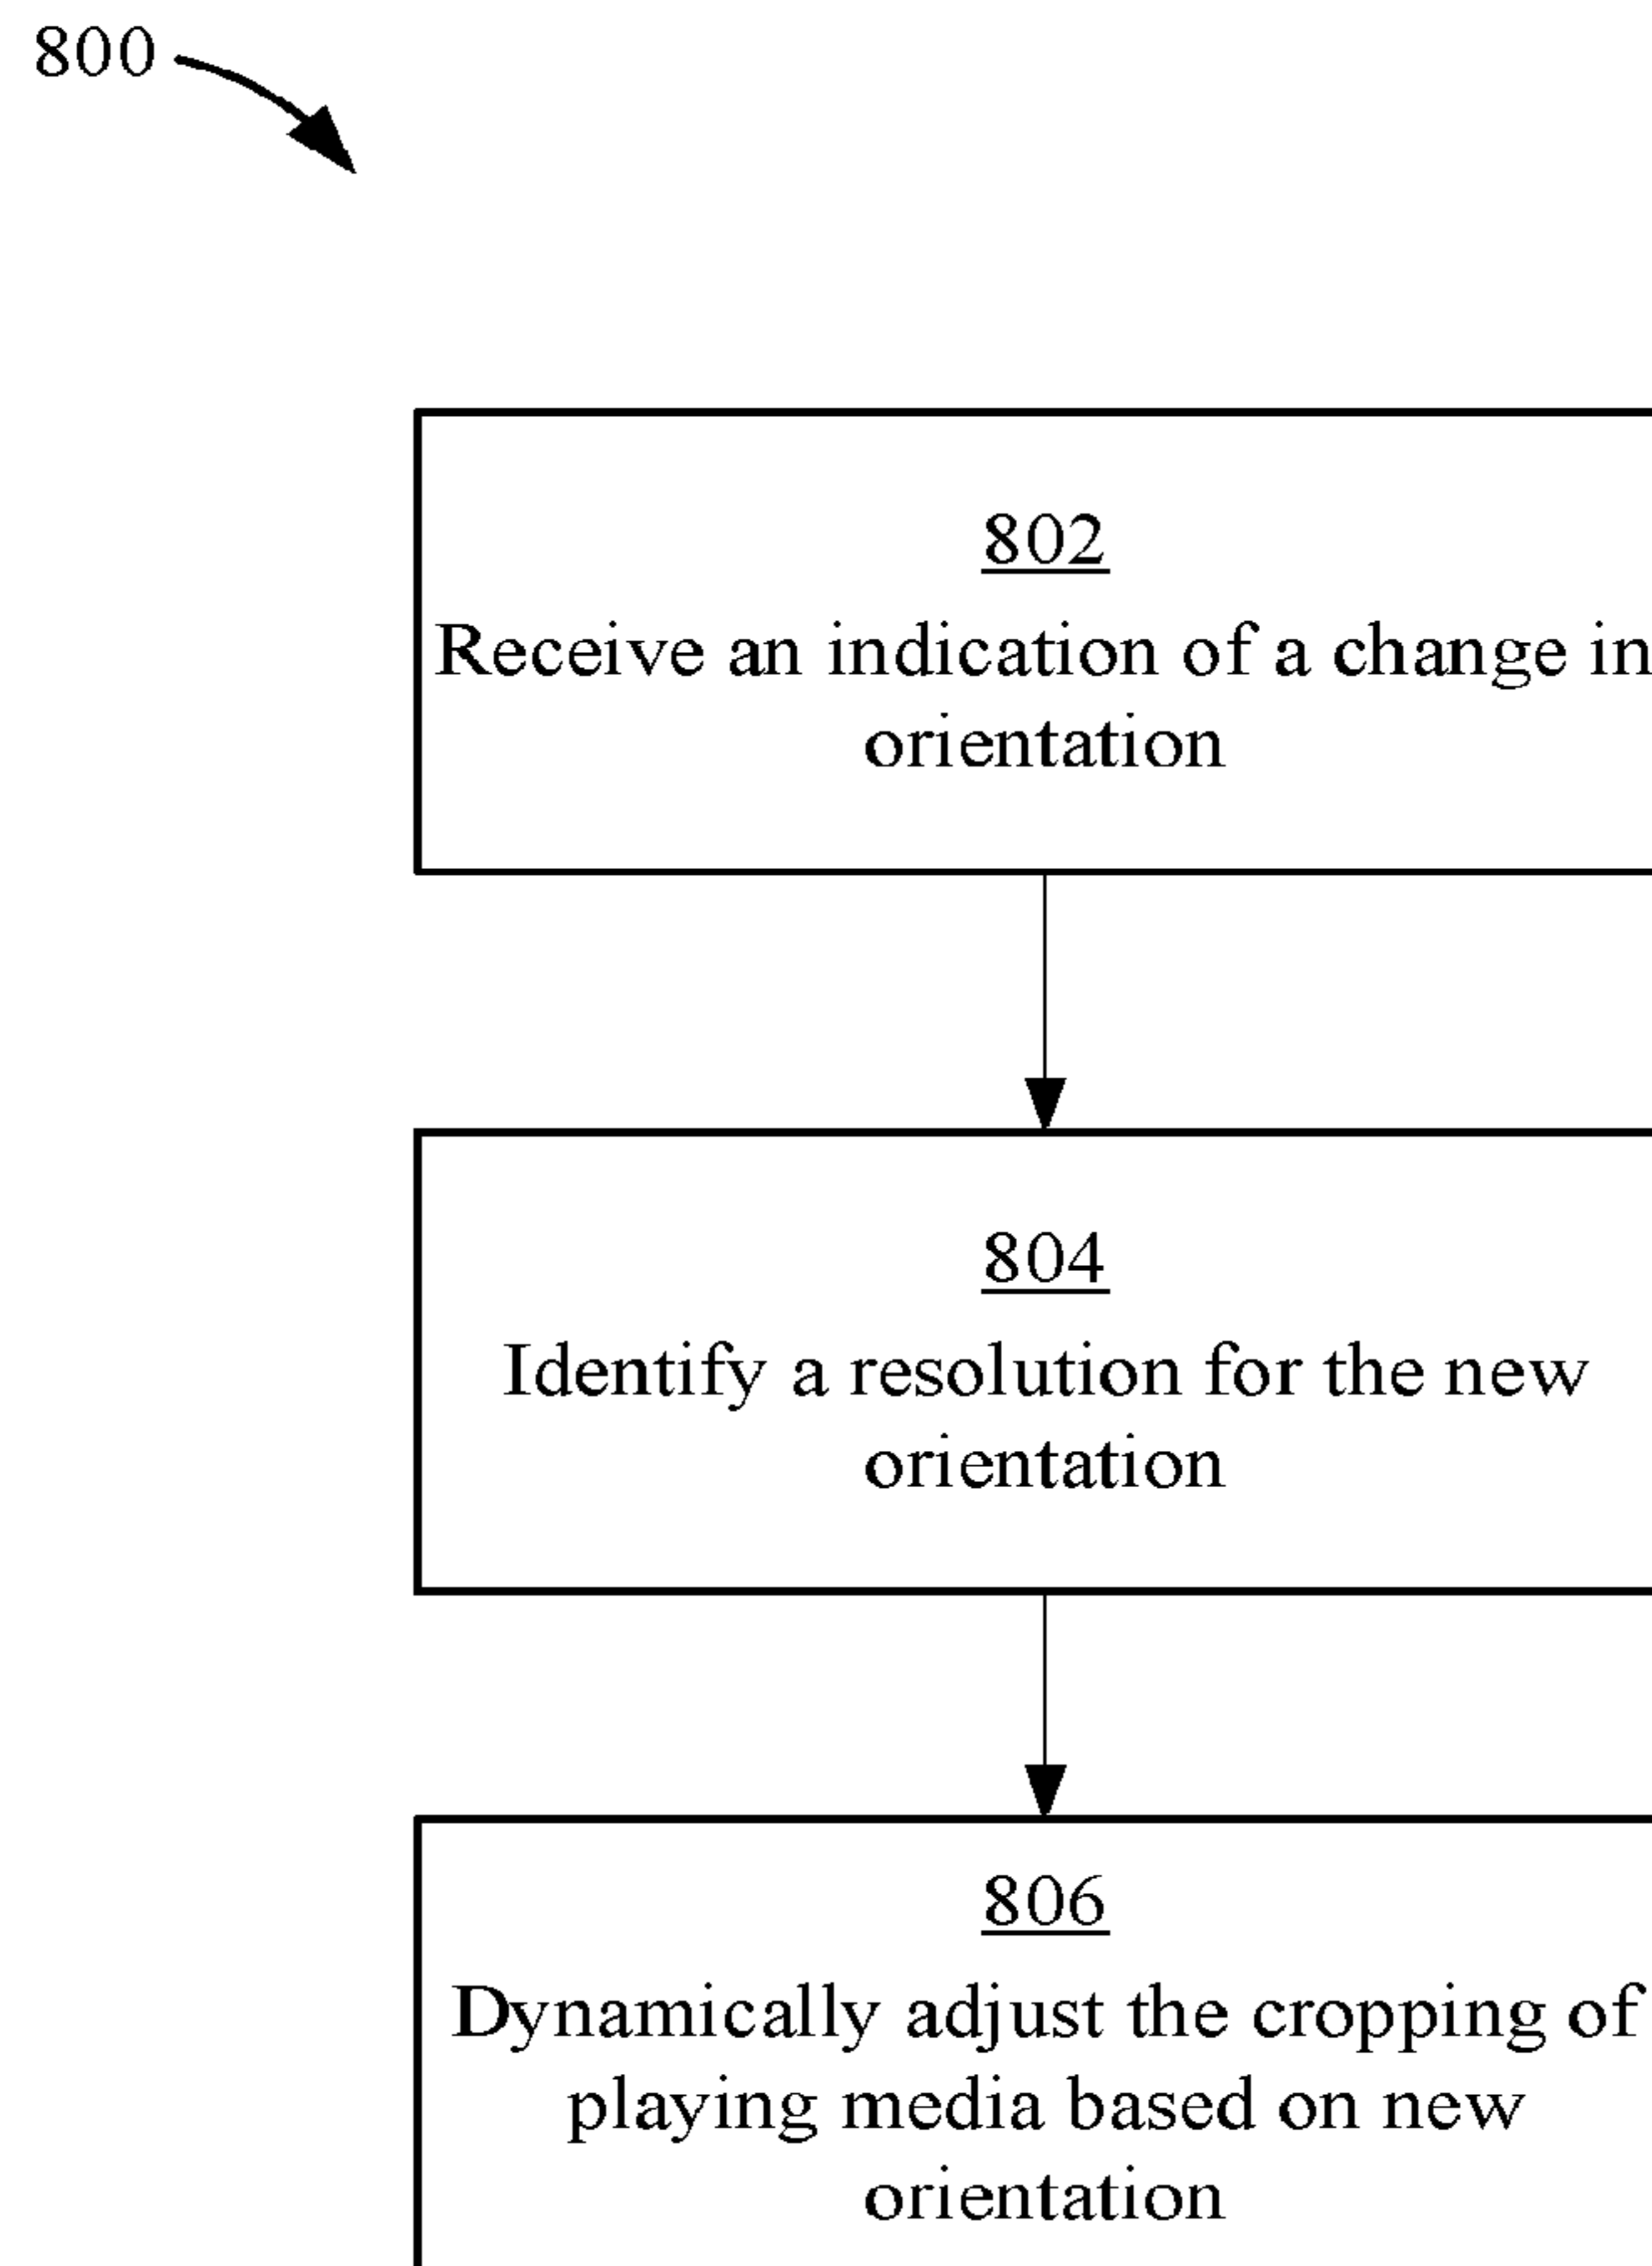 800
802
Receive an indication of a change in
orientation
804
Identify a resolution for the new
orientation
806
Dynamically adjust the cropping of
playing media based on new
orientation